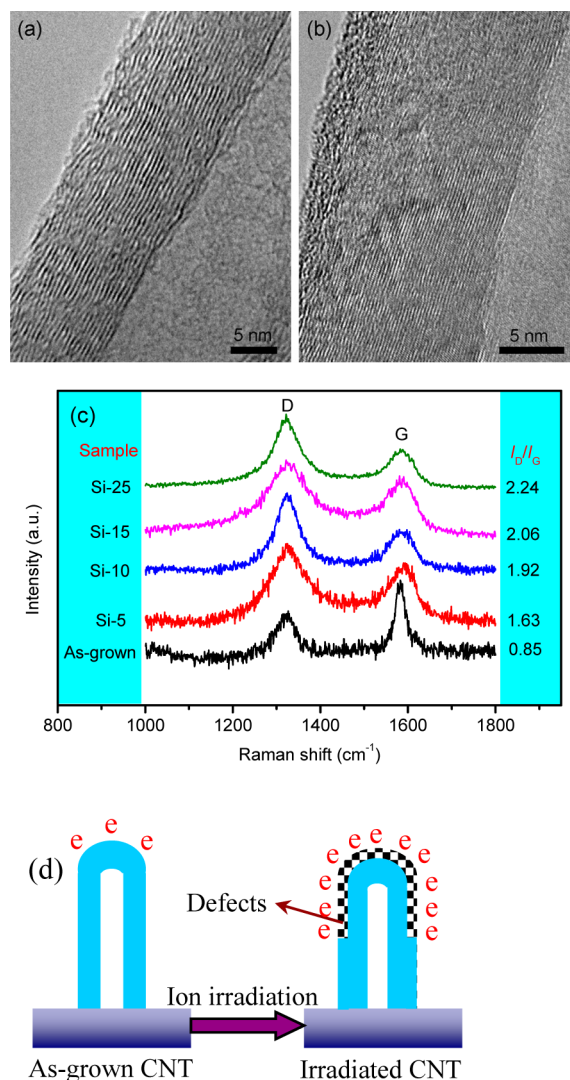 (a)
5 nm
(b)
5 nm
(c)
D
G
Sample
I_D/I_G
Si-25
2.24
Si-15
2.06
Si-10
1.92
Si-5
1.63
As-grown
0.85
Intensity (a.u.)
800 1000 1200 1400 1600 1800
Raman shift (cm⁻¹)
(d)
e e e
e e e e e e e e e e
Defects
Ion irradiation
As-grown CNT
Irradiated CNT